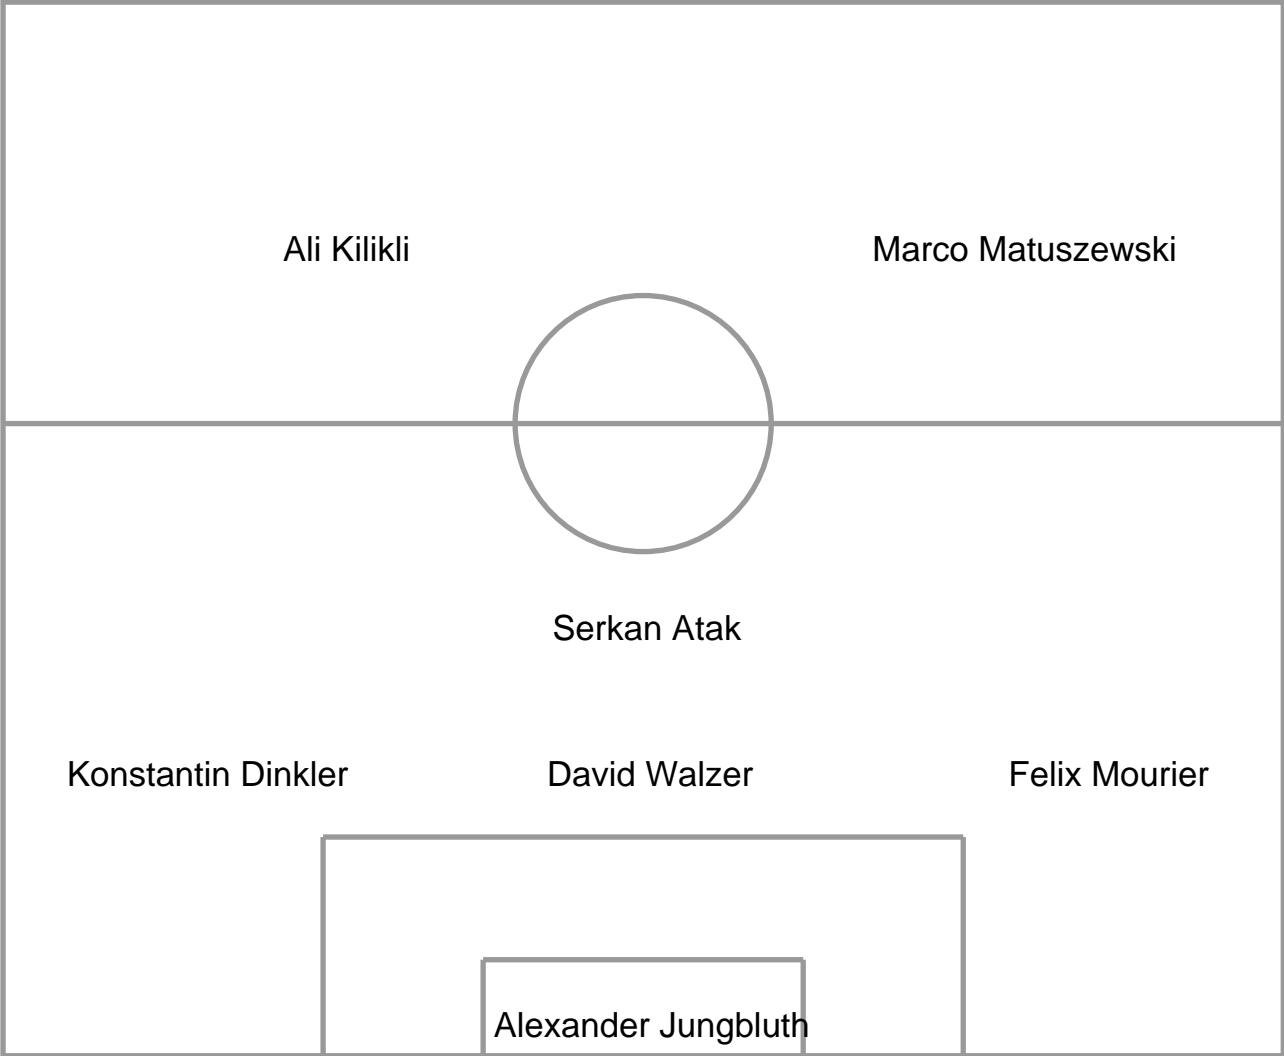 Ali Kilikli
Marco Matuszewski
Serkan Atak
Konstantin Dinkler
David Walzer
Felix Mourier
Alexander Jungbluth